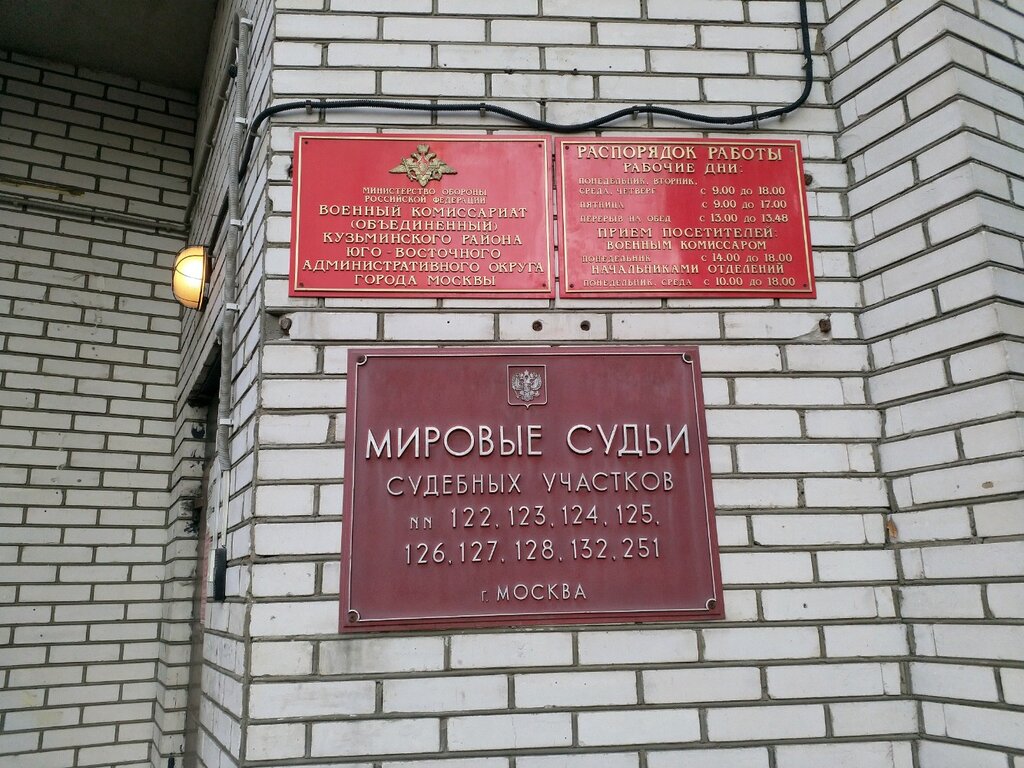 МИНИСТЕРСТВО ОБОРОНЫ
РОССИЙСКОЙ ФЕДЕРАЦИИ
ВОЕННЫЙ КОМИССАРИАТ
(ОБЪЕДИНЕННЫЙ)
КУЗЬМИНСКОГО РАЙОНА
ЮГО-ВОСТОЧНОГО
АДМИНИСТРАТИВНОГО ОКРУГА
ГОРОДА МОСКВЫ
РАСПОРЯДОК РАБОТЫ
РАБОЧИЕ ДНИ:
ПОНЕДЕЛЬНИК, ВТОРНИК,
СРЕДА, ЧЕТВЕРГ С 9.00 ДО 18.00
ПЯТНИЦА С 9.00 ДО 17.00
ПЕРЕРЫВ НА ОБЕД С 13.00 ДО 13.48
ПРИЕМ ПОСЕТИТЕЛЕЙ:
ВОЕННЫМ КОМИССАРОМ
ПОНЕДЕЛЬНИК С 14.00 ДО 18.00
НАЧАЛЬНИКАМИ ОТДЕЛЕНИЙ
ПОНЕДЕЛЬНИК, СРЕДА С 10.00 ДО 18.00
МИРОВЫЕ СУДЬИ
СУДЕБНЫХ УЧАСТКОВ
NN 122, 123, 124, 125,
126, 127, 128, 132, 251
г. МОСКВА